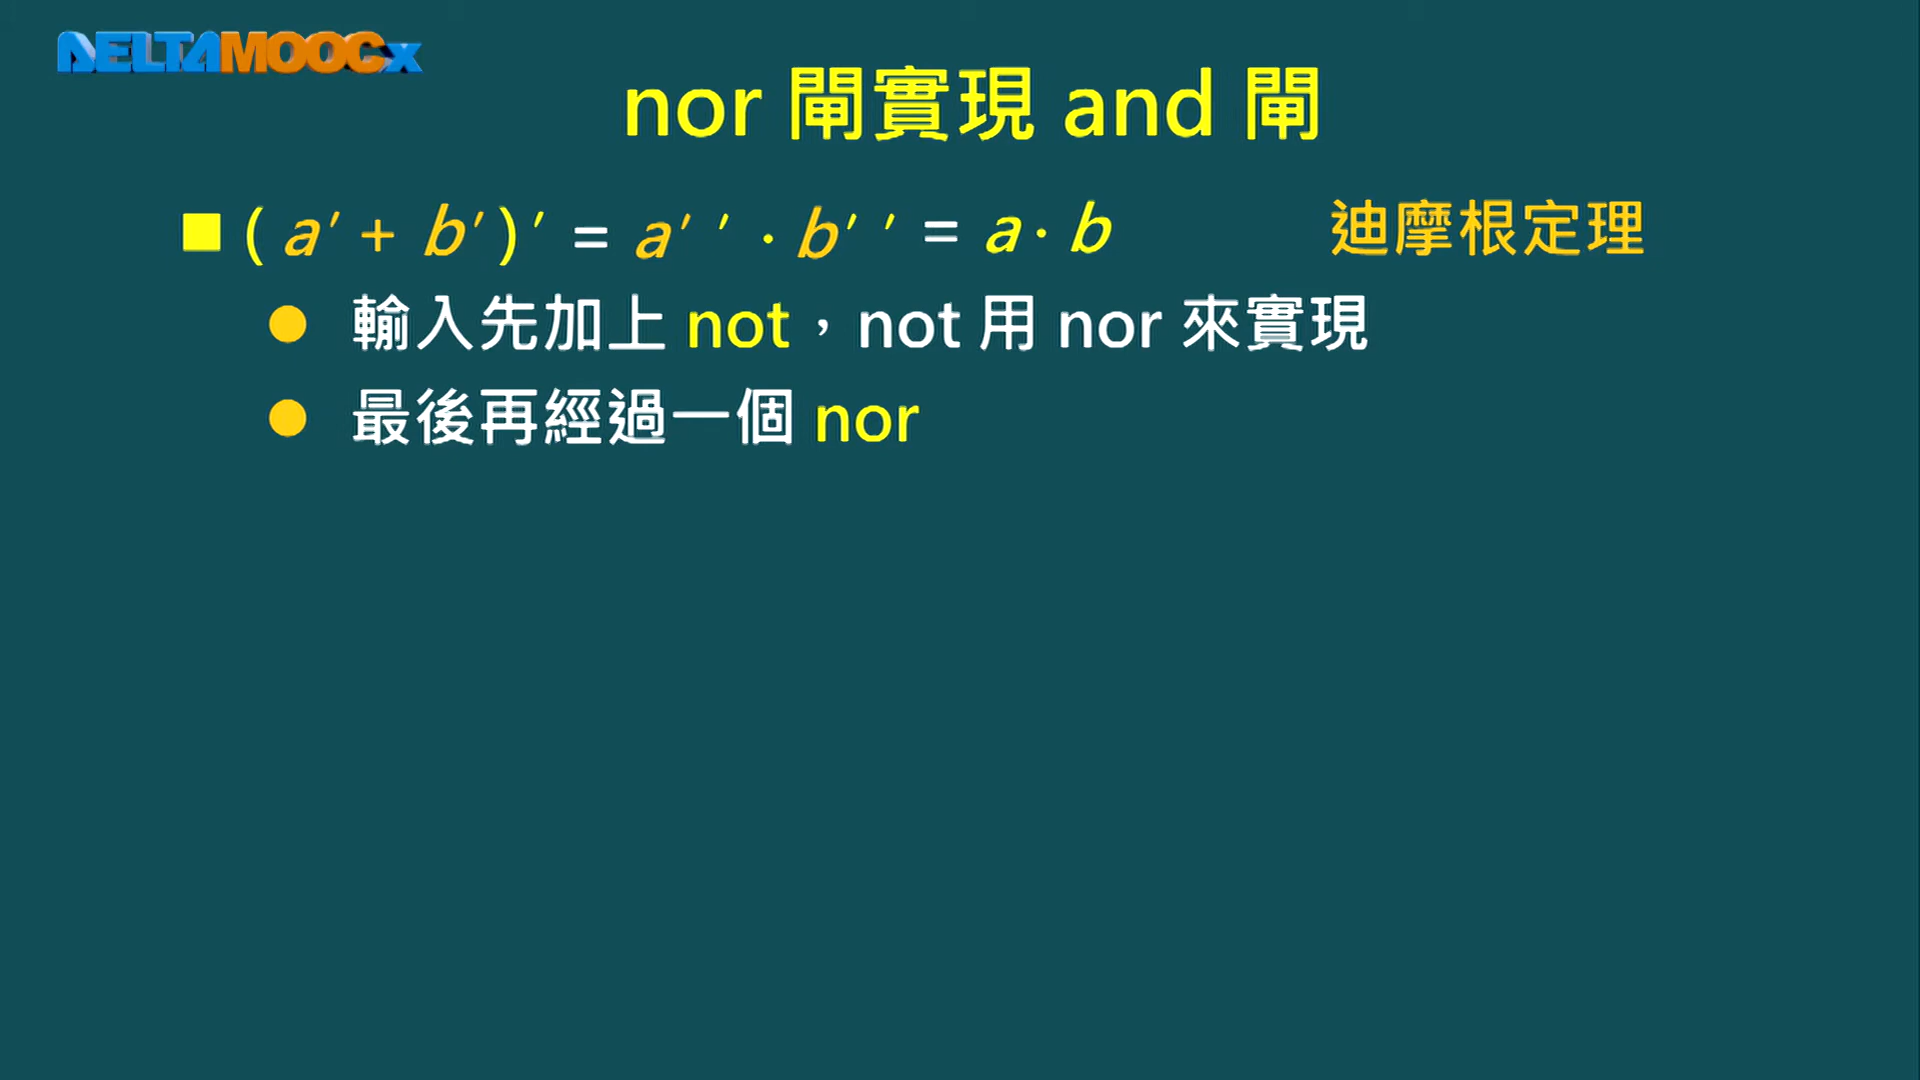 DELTAMOOCx
nor 閘實現 and 閘
( a′ + b′ )′ = a′ ′ · b′ ′ = a · b 迪摩根定理
輸入先加上 not，not 用 nor 來實現
最後再經過一個 nor